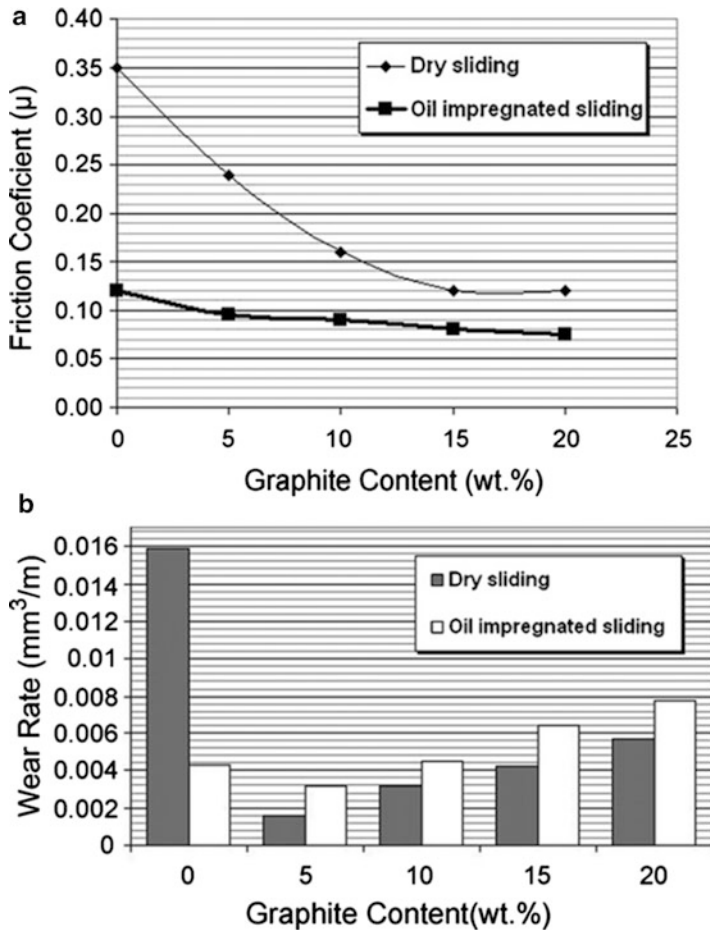 a
0.40
0.35
0.30
0.25
0.20
0.15
0.10
0.05
0.00
Friction Coefficient (μ)
Dry sliding
Oil impregnated sliding
0 5 10 15 20 25
Graphite Content (wt.%)
b
0.016
0.014
0.012
0.01
0.008
0.006
0.004
0.002
0
Wear Rate (mm³/m)
Dry sliding
Oil impregnated sliding
0 5 10 15 20
Graphite Content(wt.%)